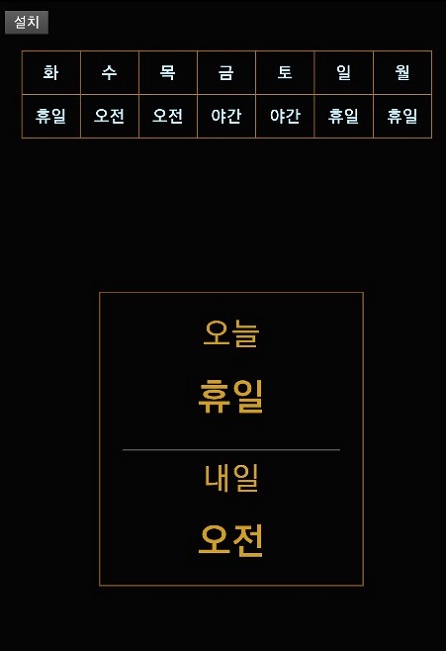 설치
화 수 목 금 토 일 월
휴일 오전 오전 야간 야간 휴일 휴일
오늘
휴일
내일
오전